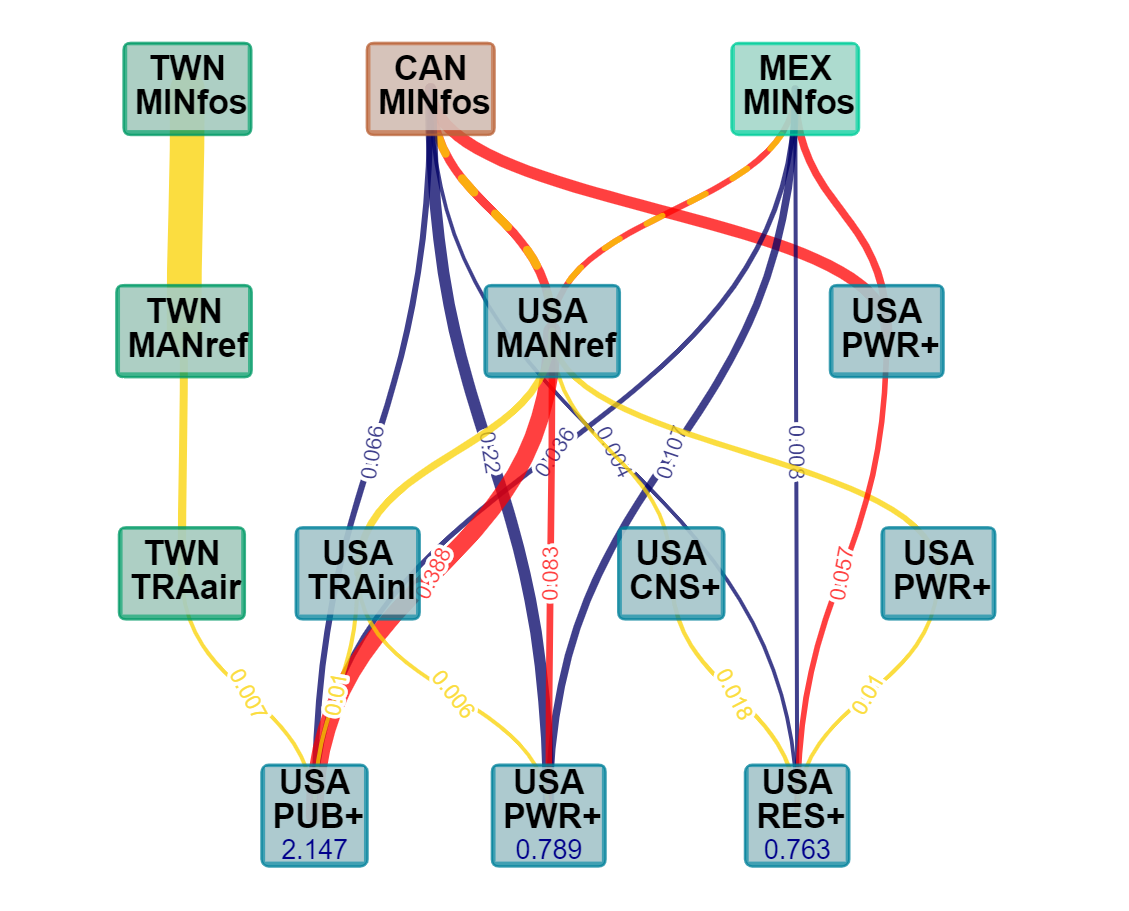 TWN
MINfos
CAN
MINfos
MEX
MINfos
TWN
MANref
USA
MANref
USA
PWR+
0.066
0.22
0.036
0.004
0.107
0.008
TWN
TRAair
USA
TRAinl
0.388
0.083
USA
CNS+
0.057
USA
PWR+
0.007
0.01
0.006
0.018
0.01
USA
PUB+
2.147
USA
PWR+
0.789
USA
RES+
0.763